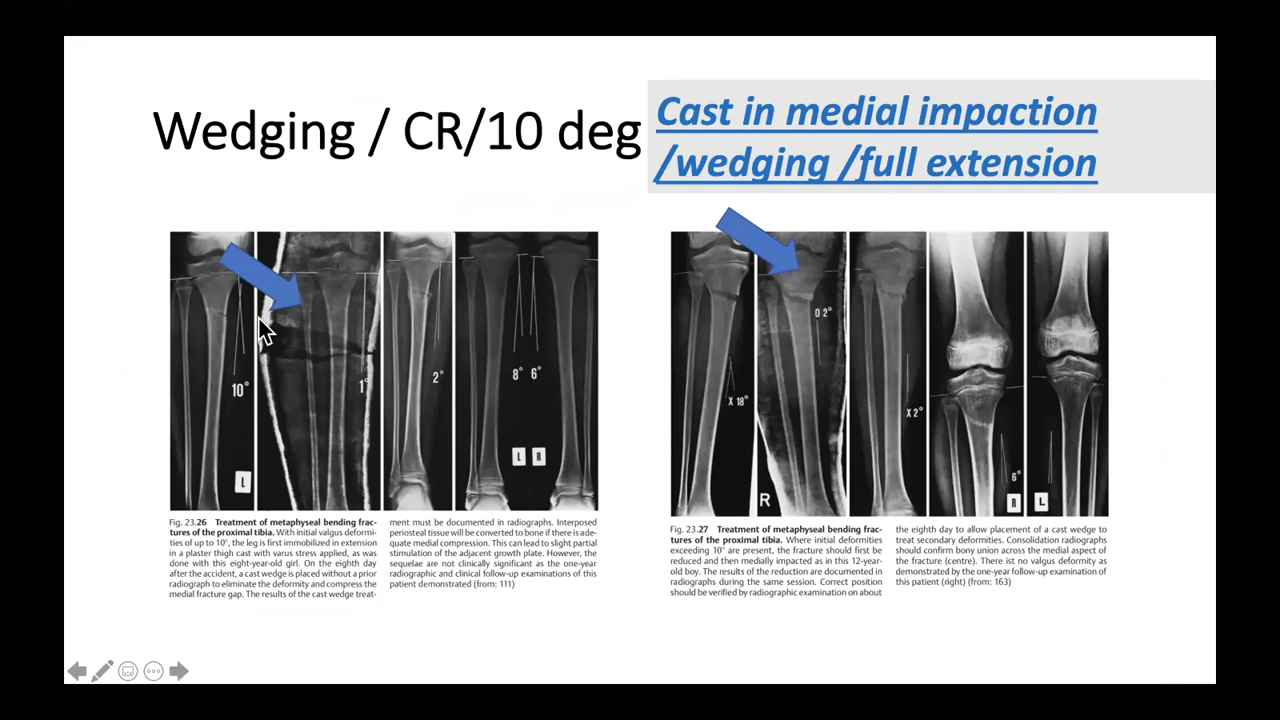 Wedging / CR/10 deg
Cast in medial impaction
/wedging /full extension
10°
L
1°
2°
8° 6°
L R
Fig. 23.26 Treatment of metaphyseal bending frac-
tures of the proximal tibia. With initial valgus deformi-
ties of up to 10°, the leg is first immobilized in extension
in a plaster thigh cast with varus stress applied, as was
done with this eight-year-old girl. On the eighth day
after the accident, a cast wedge is placed without a prior
radiograph to eliminate the deformity and compress the
medial fracture gap. The results of the cast wedge treat-
ment must be documented in radiographs. Interposed
periosteal tissue will be converted to bone if there is ade-
quate medial compression. This can lead to slight partial
stimulation of the adjacent growth plate. However, the
sequelae are not clinically significant as the one-year
radiographic and clinical follow-up examinations of this
patient demonstrated (from: 111)
X 18°
0 2°
R
X 2°
6°
R
L
Fig. 23.27 Treatment of metaphyseal bending frac-
tures of the proximal tibia. Where initial deformities
exceeding 10° are present, the fracture should first be
reduced and then medially impacted as in this 12-year-
old boy. The results of the reduction are documented in
radiographs during the same session. Correct position
should be verified by radiographic examination on about
the eighth day to allow placement of a cast wedge to
treat secondary deformities. Consolidation radiographs
should confirm bony union across the medial aspect of
the fracture (centre). There ist no valgus deformity as
demonstrated by the one-year follow-up examination of
this patient (right) (from: 163)